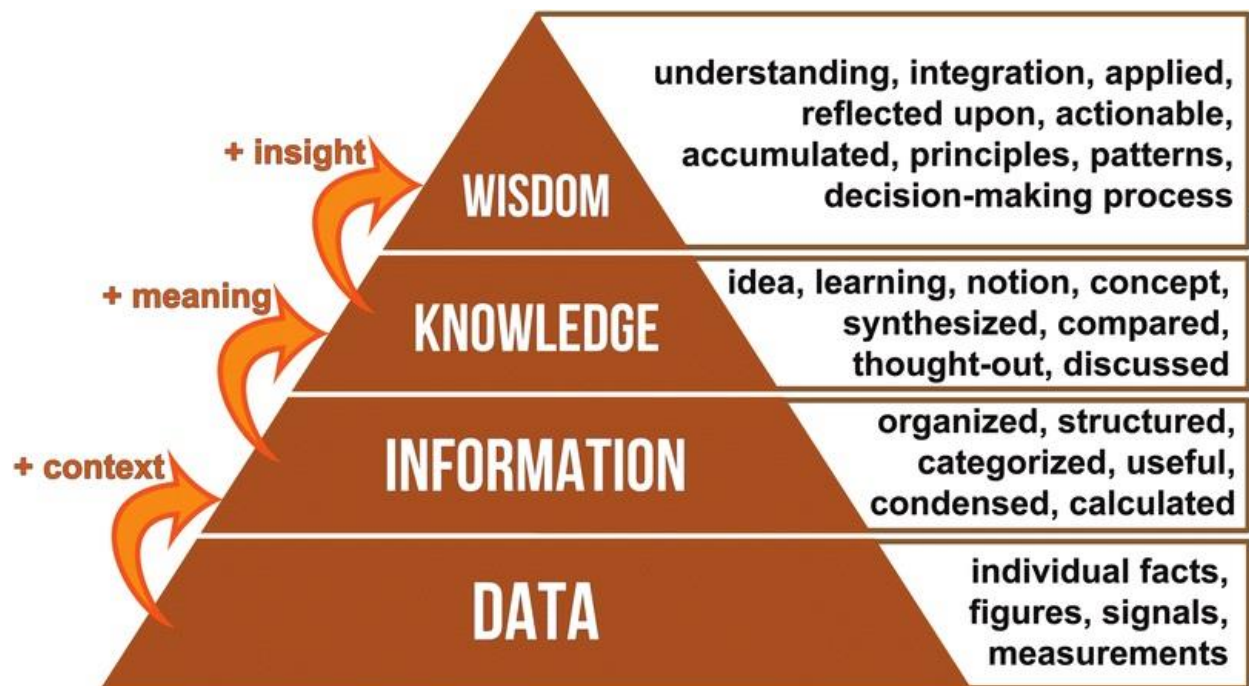 understanding, integration, applied,
reflected upon, actionable,
accumulated, principles, patterns,
decision-making process
+ insight
WISDOM
idea, learning, notion, concept,
synthesized, compared,
thought-out, discussed
+ meaning
KNOWLEDGE
organized, structured,
categorized, useful,
condensed, calculated
+ context
INFORMATION
individual facts,
figures, signals,
measurements
DATA